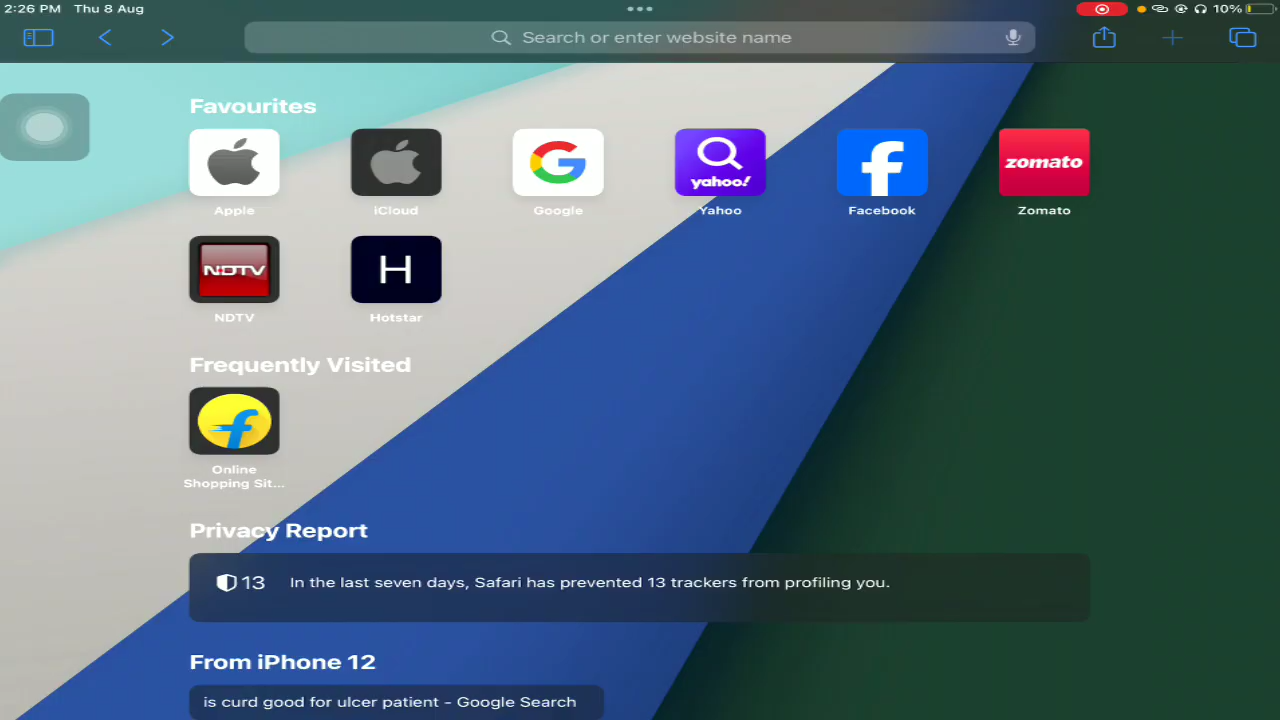 2:26 PM Thu 8 Aug
10%
Search or enter website name
Favourites
yahoo!
zomato
Apple
iCloud
Google
Yahoo
Facebook
Zomato
NDTV
H
NDTV
Hotstar
Frequently Visited
Online
Shopping Sit...
Privacy Report
13 In the last seven days, Safari has prevented 13 trackers from profiling you.
From iPhone 12
is curd good for ulcer patient - Google Search